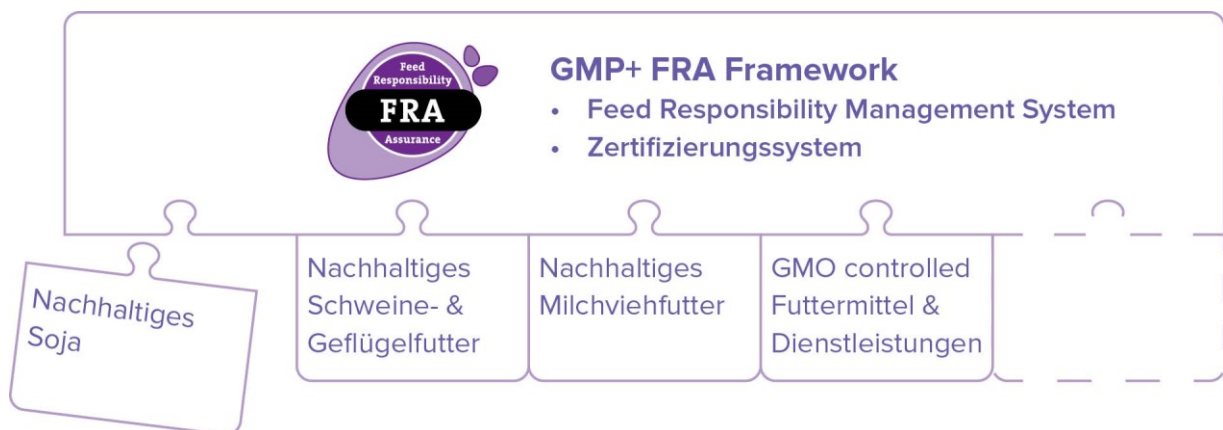 Feed
Responsibility
FRA
Assurance
GMP+ FRA Framework
• Feed Responsibility Management System
• Zertifizierungssystem
Nachhaltiges
Soja
Nachhaltiges
Schweine- &
Geflügelfutter
Nachhaltiges
Milchviehfutter
GMO controlled
Futtermittel &
Dienstleistungen